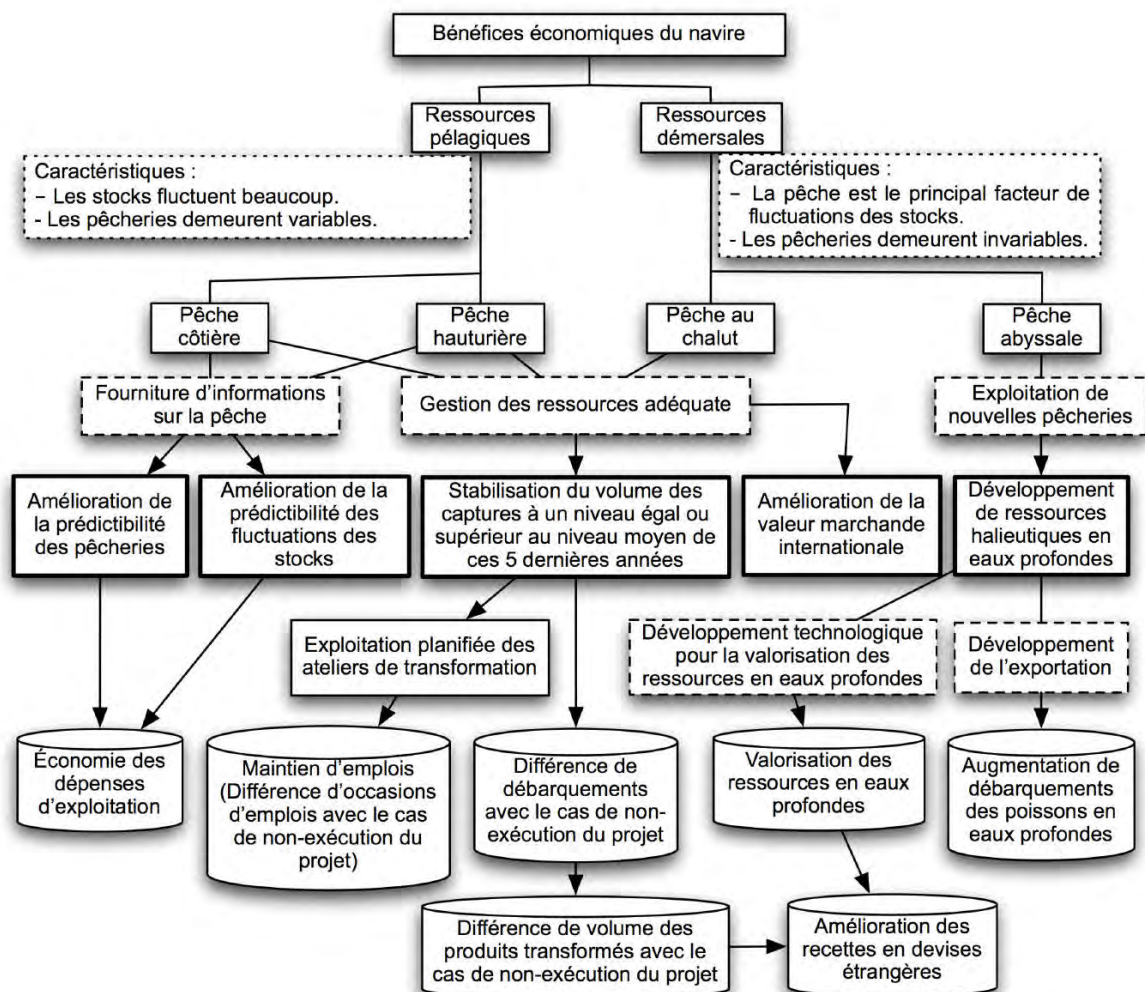 Bénéfices économiques du navire
Ressources
pélagiques
Ressources
démersales
Caractéristiques :
– Les stocks fluctuent beaucoup.
- Les pêcheries demeurent variables.
Caractéristiques :
– La pêche est le principal facteur de
fluctuations des stocks.
- Les pêcheries demeurent invariables.
Pêche
côtière
Pêche
hauturière
Pêche au
chalut
Pêche
abyssale
Fourniture d'informations
sur la pêche
Gestion des ressources adéquate
Exploitation de
nouvelles pêcheries
Amélioration de
la prédictibilité
des pêcheries
Amélioration de la
prédictibilité des
fluctuations des
stocks
Stabilisation du volume des
captures à un niveau égal ou
supérieur au niveau moyen de
ces 5 dernières années
Amélioration de la
valeur marchande
internationale
Développement
de ressources
halieutiques en
eaux profondes
Exploitation planifiée des
ateliers de transformation
Développement technologique
pour la valorisation des
ressources en eaux profondes
Développement
de l'exportation
Économie des
dépenses
d'exploitation
Maintien d'emplois
(Différence d'occasions
d'emplois avec le cas
de non-exécution du
projet)
Différence de
débarquements
avec le cas de non-
exécution du projet
Valorisation des
ressources en eaux
profondes
Augmentation de
débarquements
des poissons en
eaux profondes
Différence de volume des
produits transformés avec le
cas de non-exécution du projet
Amélioration des
recettes en devises
étrangères